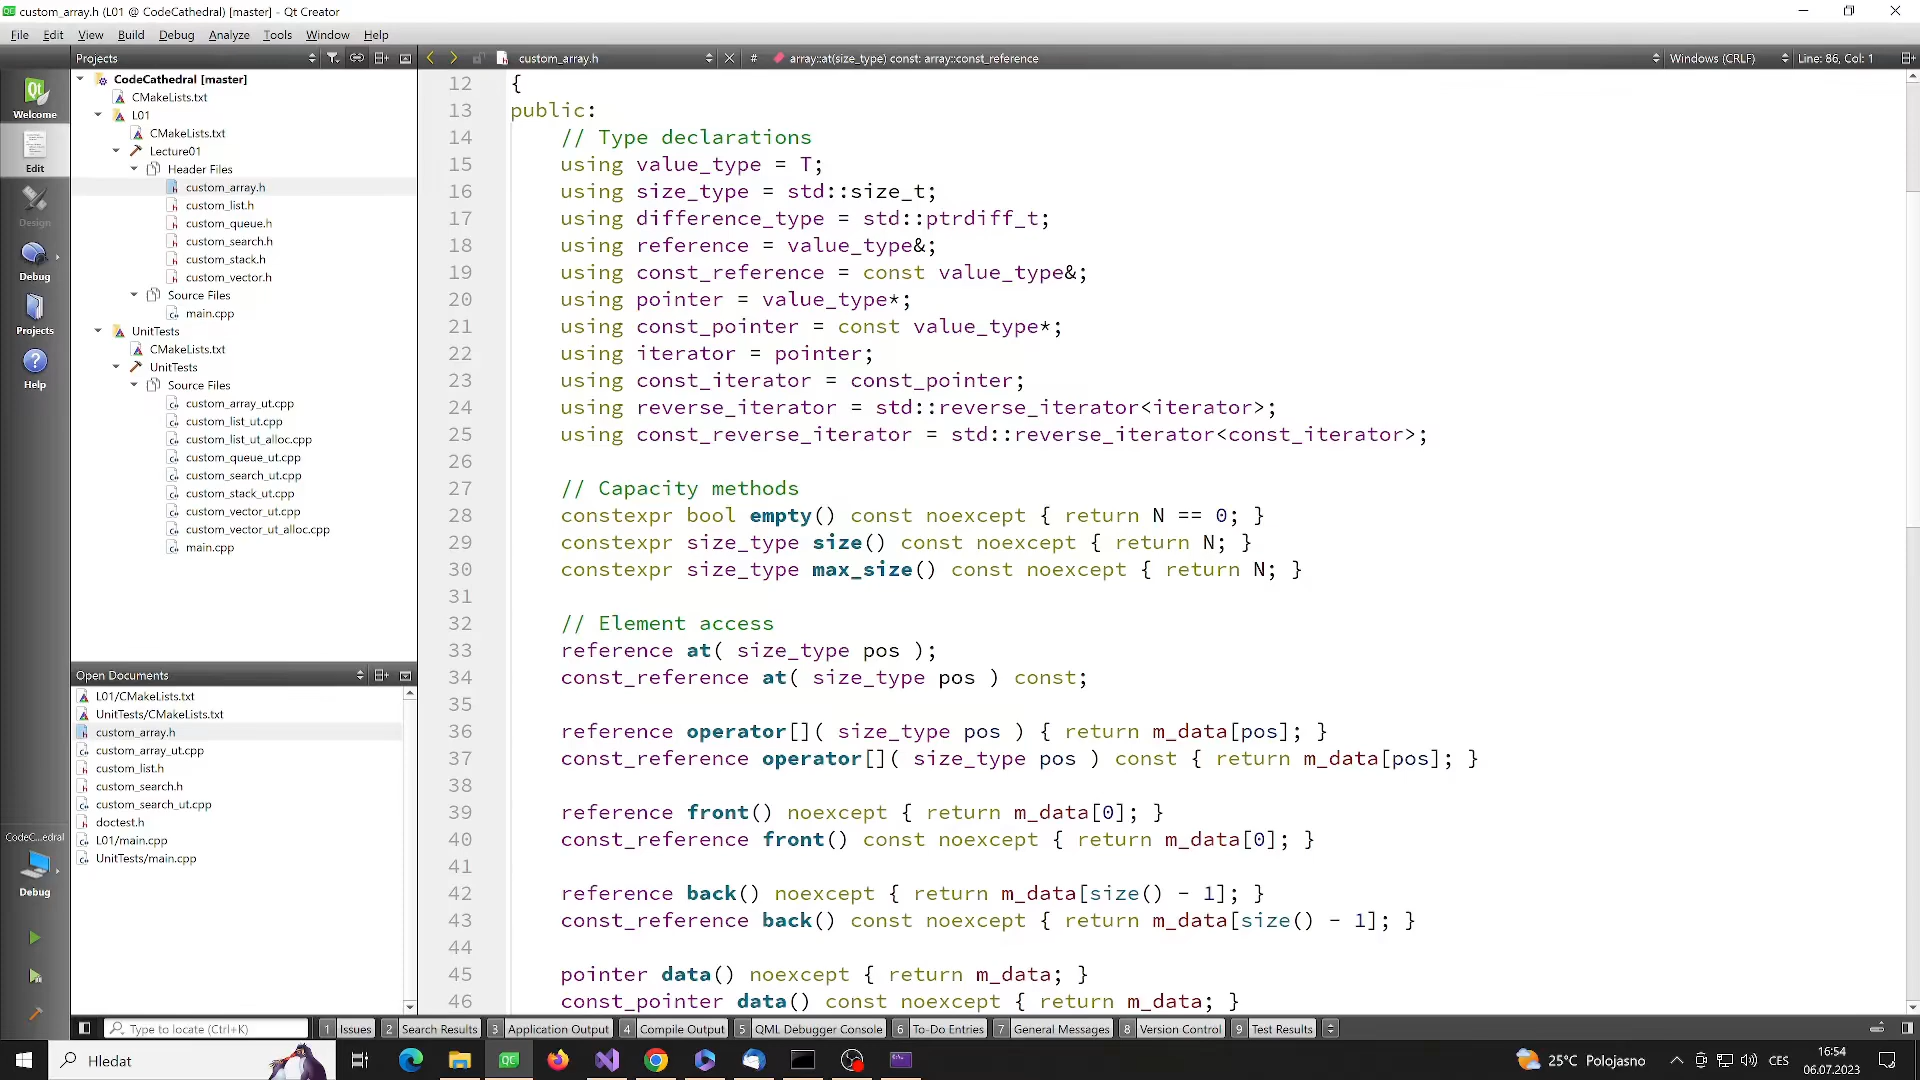 custom_array.h (L01 @ CodeCathedral) [master] - Qt Creator
File Edit View Build Debug Analyze Tools Window Help
Projects
custom_array.h
# array::at(size_type) const: array::const_reference
Windows (CRLF)
Line: 86, Col: 1
Welcome
Edit
Design
Debug
Projects
Help
CodeC...edral
Debug
CodeCathedral [master]
CMakeLists.txt
L01
CMakeLists.txt
Lecture01
Header Files
custom_array.h
custom_list.h
custom_queue.h
custom_search.h
custom_stack.h
custom_vector.h
Source Files
main.cpp
UnitTests
CMakeLists.txt
UnitTests
Source Files
custom_array_ut.cpp
custom_list_ut.cpp
custom_list_ut_alloc.cpp
custom_queue_ut.cpp
custom_search_ut.cpp
custom_stack_ut.cpp
custom_vector_ut.cpp
custom_vector_ut_alloc.cpp
main.cpp
Open Documents
L01/CMakeLists.txt
UnitTests/CMakeLists.txt
custom_array.h
custom_array_ut.cpp
custom_list.h
custom_search.h
custom_search_ut.cpp
doctest.h
L01/main.cpp
UnitTests/main.cpp
12 {
13 public:
14 // Type declarations
15 using value_type = T;
16 using size_type = std::size_t;
17 using difference_type = std::ptrdiff_t;
18 using reference = value_type&;
19 using const_reference = const value_type&;
20 using pointer = value_type*;
21 using const_pointer = const value_type*;
22 using iterator = pointer;
23 using const_iterator = const_pointer;
24 using reverse_iterator = std::reverse_iterator<iterator>;
25 using const_reverse_iterator = std::reverse_iterator<const_iterator>;
26
27 // Capacity methods
28 constexpr bool empty() const noexcept { return N == 0; }
29 constexpr size_type size() const noexcept { return N; }
30 constexpr size_type max_size() const noexcept { return N; }
31
32 // Element access
33 reference at( size_type pos );
34 const_reference at( size_type pos ) const;
35
36 reference operator[]( size_type pos ) { return m_data[pos]; }
37 const_reference operator[]( size_type pos ) const { return m_data[pos]; }
38
39 reference front() noexcept { return m_data[0]; }
40 const_reference front() const noexcept { return m_data[0]; }
41
42 reference back() noexcept { return m_data[size() - 1]; }
43 const_reference back() const noexcept { return m_data[size() - 1]; }
44
45 pointer data() noexcept { return m_data; }
46 const_pointer data() const noexcept { return m_data; }
Type to locate (Ctrl+K)
1 Issues 2 Search Results 3 Application Output 4 Compile Output 5 QML Debugger Console 6 To-Do Entries 7 General Messages 8 Version Control 9 Test Results
Hledat
25°C Polojasno
CES
16:54
06.07.2023